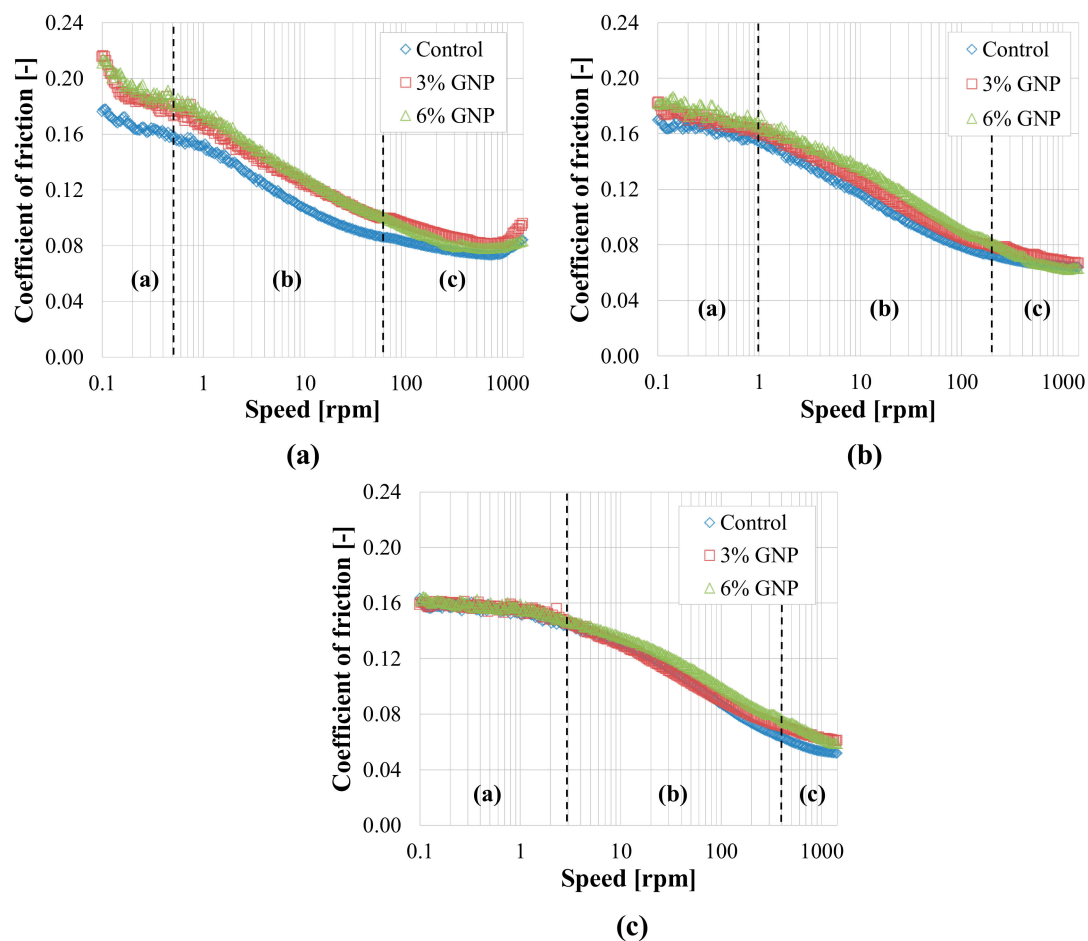 Coefficient of friction [-]
0.24
0.20
0.16
0.12
0.08
0.04
0.00
Control
3% GNP
6% GNP
(a)
(b)
(c)
0.1
1
10
100
1000
Speed [rpm]
(a)
Coefficient of friction [-]
0.24
0.20
0.16
0.12
0.08
0.04
0.00
Control
3% GNP
6% GNP
(a)
(b)
(c)
0.1
1
10
100
1000
Speed [rpm]
(b)
Coefficient of friction [-]
0.24
0.20
0.16
0.12
0.08
0.04
0.00
Control
3% GNP
6% GNP
(a)
(b)
(c)
0.1
1
10
100
1000
Speed [rpm]
(c)